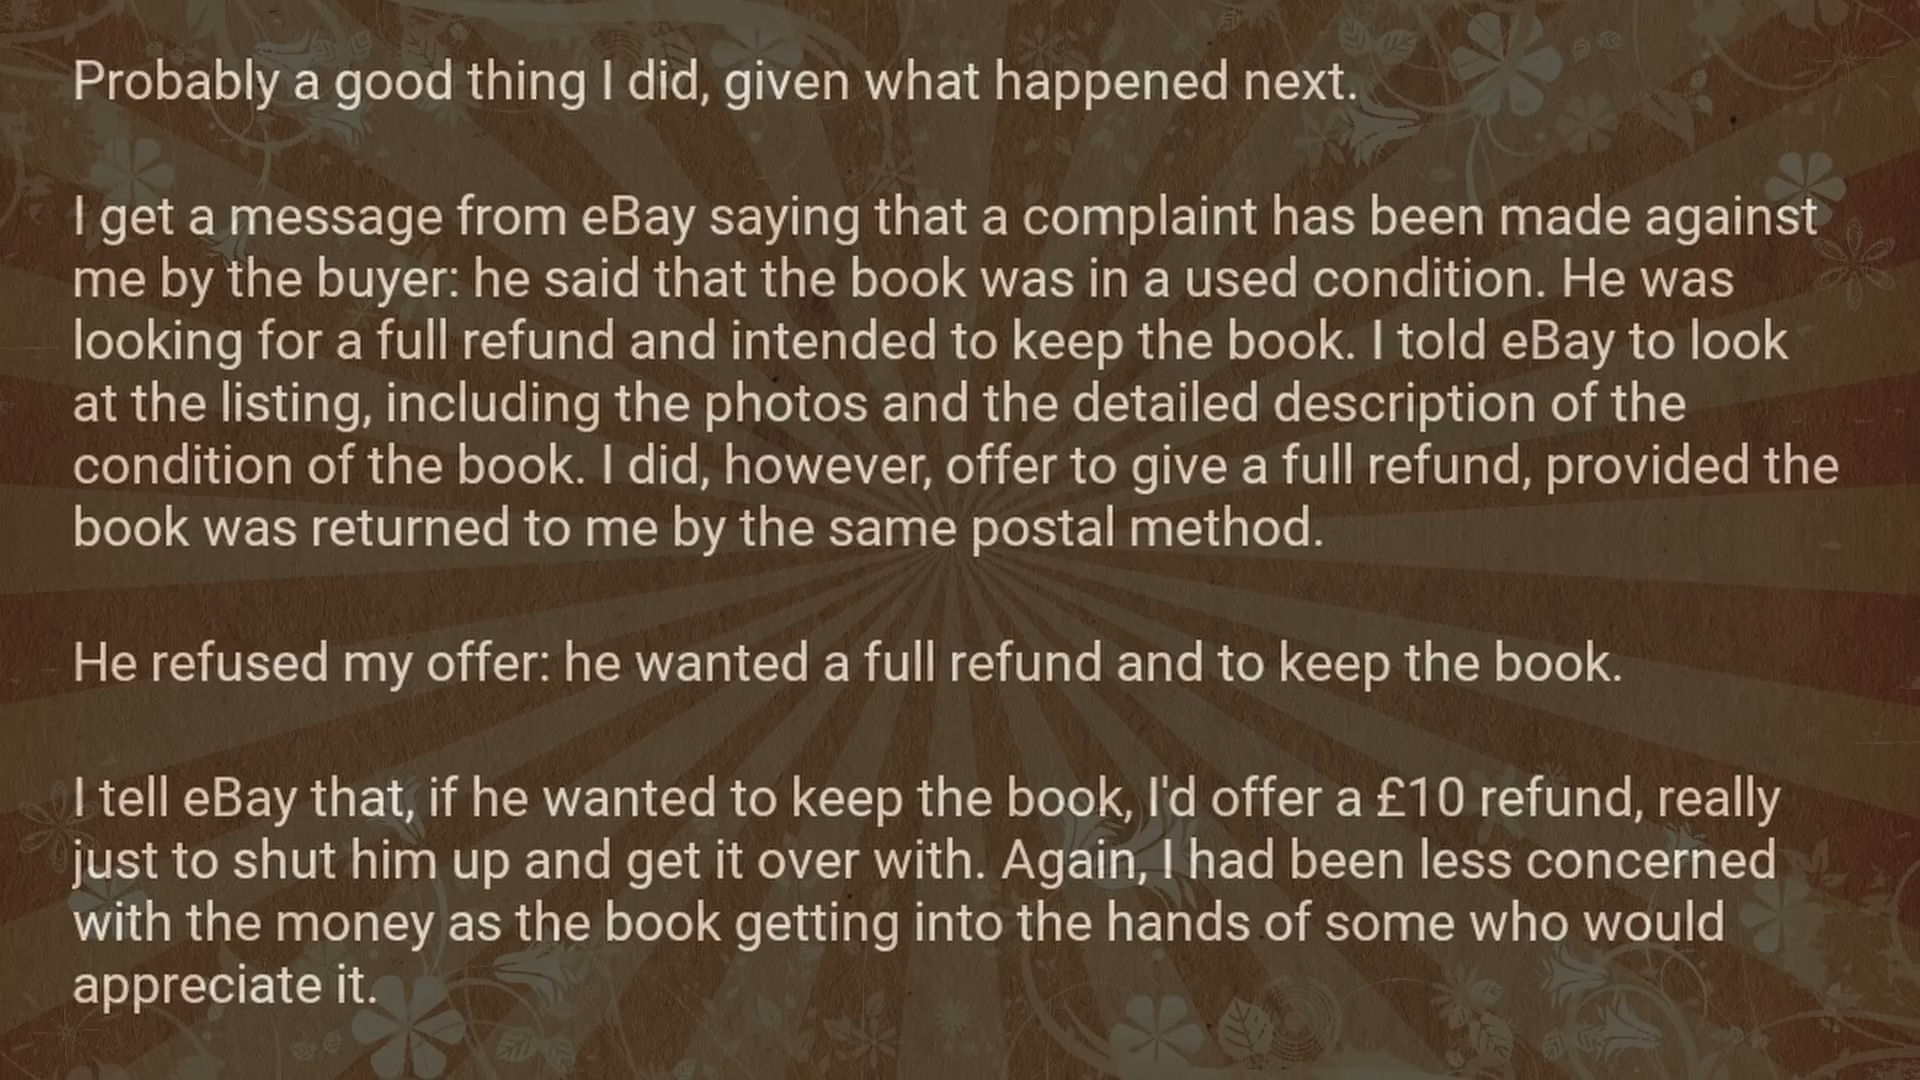 Probably a good thing I did, given what happened next.
I get a message from eBay saying that a complaint has been made against
me by the buyer: he said that the book was in a used condition. He was
looking for a full refund and intended to keep the book. I told eBay to look
at the listing, including the photos and the detailed description of the
condition of the book. I did, however, offer to give a full refund, provided the
book was returned to me by the same postal method.
He refused my offer: he wanted a full refund and to keep the book.
I tell eBay that, if he wanted to keep the book, I'd offer a £10 refund, really
just to shut him up and get it over with. Again, I had been less concerned
with the money as the book getting into the hands of some who would
appreciate it.